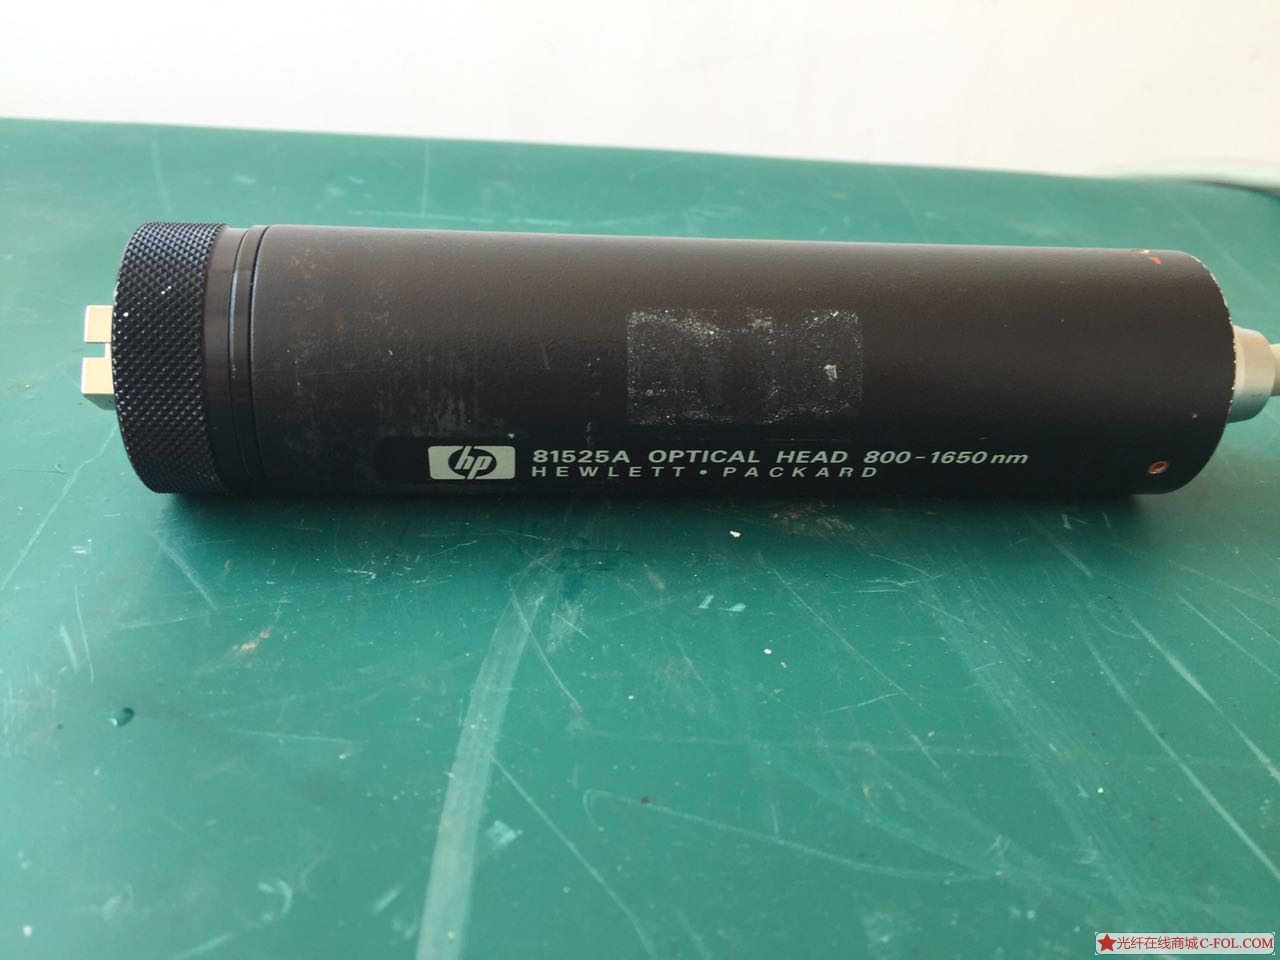 hp 81525A OPTICAL HEAD 800-1650nm
HEWLETT • PACKARD
光纤在线商城C-FOL.COM